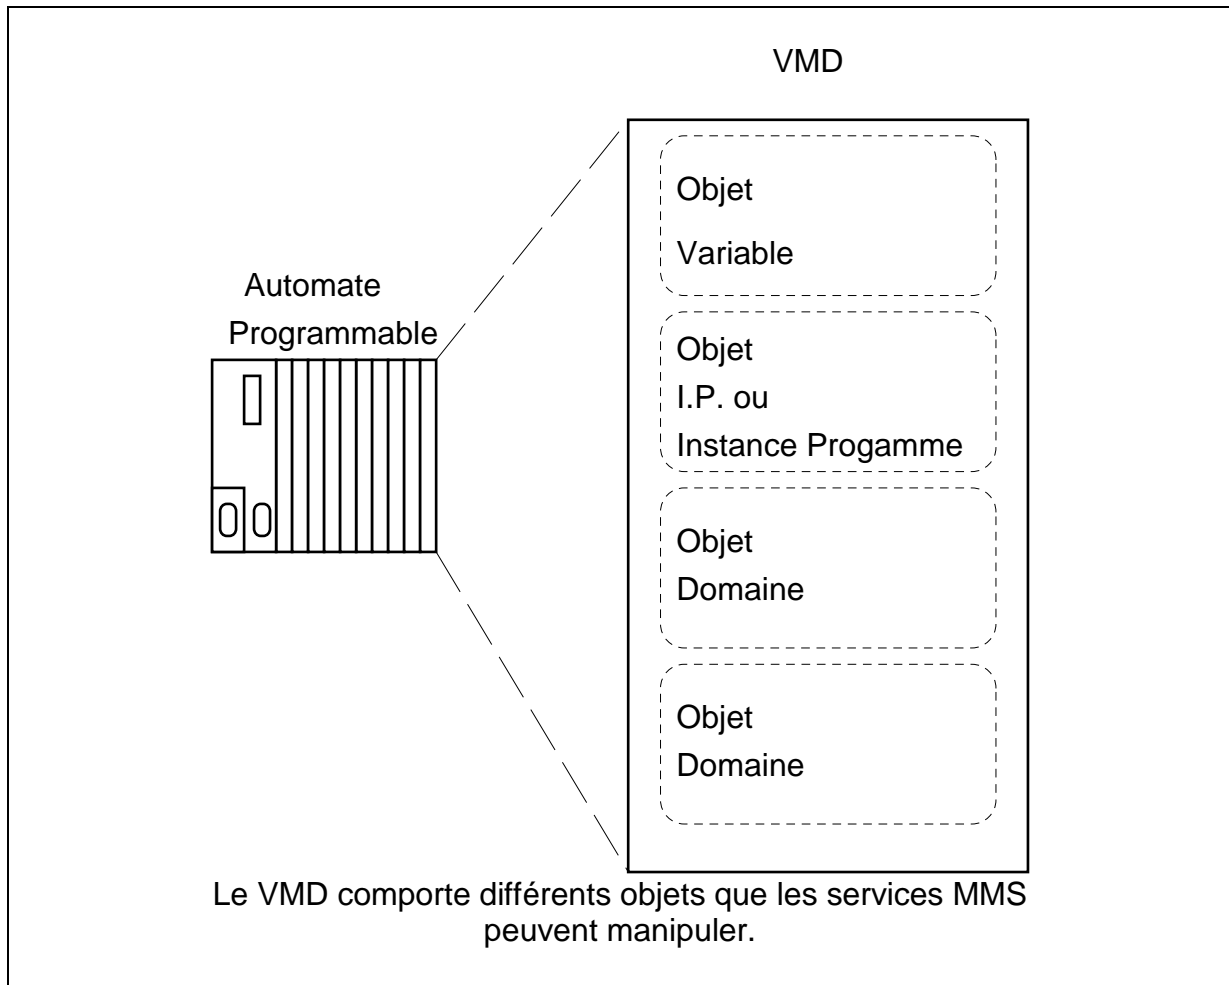 VMD
Automate
Programmable
Objet
Variable
Objet
I.P. ou
Instance Progamme
Objet
Domaine
Objet
Domaine
Le VMD comporte différents objets que les services MMS
peuvent manipuler.